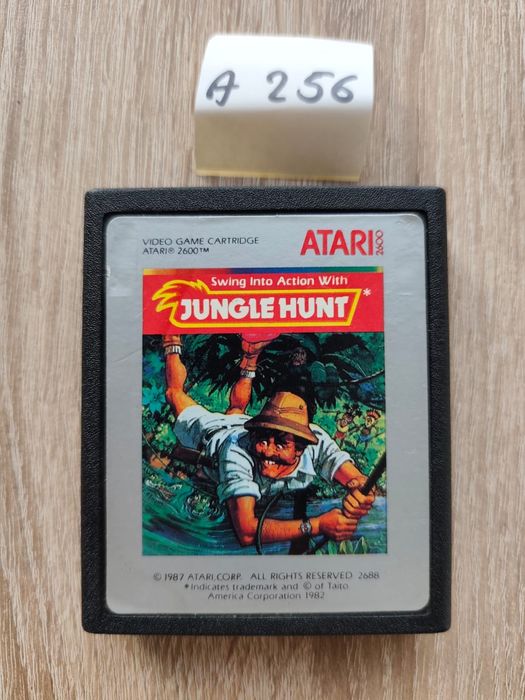 A 256
VIDEO GAME CARTRIDGE
ATARI® 2600™
ATARI 2600
Swing Into Action With
JUNGLE HUNT*
© 1987 ATARI, CORP. ALL RIGHTS RESERVED 2688
*Indicates trademark and © of Taito
America Corporation 1982